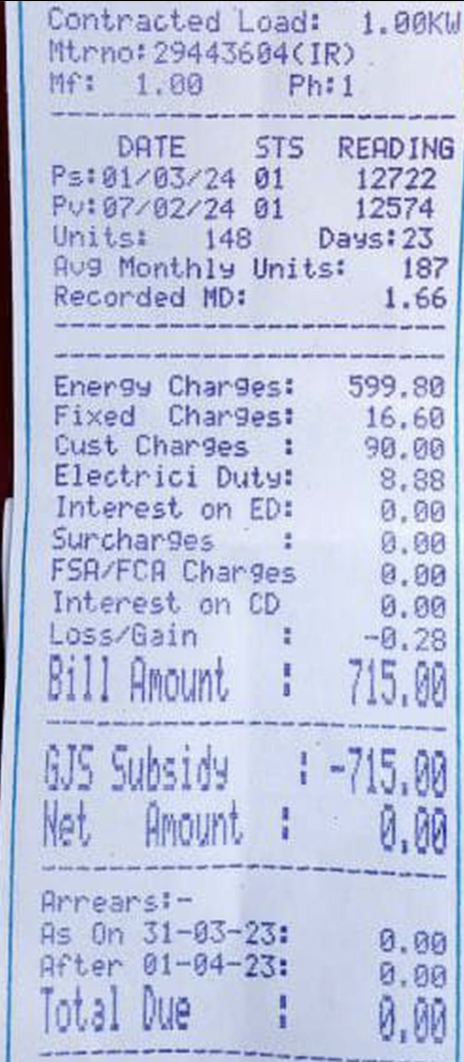 Contracted Load: 1.00KW
Mtrno:29443604(IR)
Mf: 1.00 Ph:1
------------------------
DATE STS READING
Ps:01/03/24 01 12722
Pv:07/02/24 01 12574
Units: 148 Days:23
Avg Monthly Units: 187
Recorded MD: 1.66
------------------------
------------------------
Energy Charges: 599.80
Fixed Charges: 16.60
Cust Charges : 90.00
Electrici Duty: 8.88
Interest on ED: 0.00
Surcharges : 0.00
FSA/FCA Charges 0.00
Interest on CD 0.00
Loss/Gain : -0.28
Bill Amount : 715.00
------------------------
GJS Subsidy : -715.00
Net Amount : 0.00
------------------------
Arrears:-
As On 31-03-23: 0.00
After 01-04-23: 0.00
Total Due : 0.00
------------------------